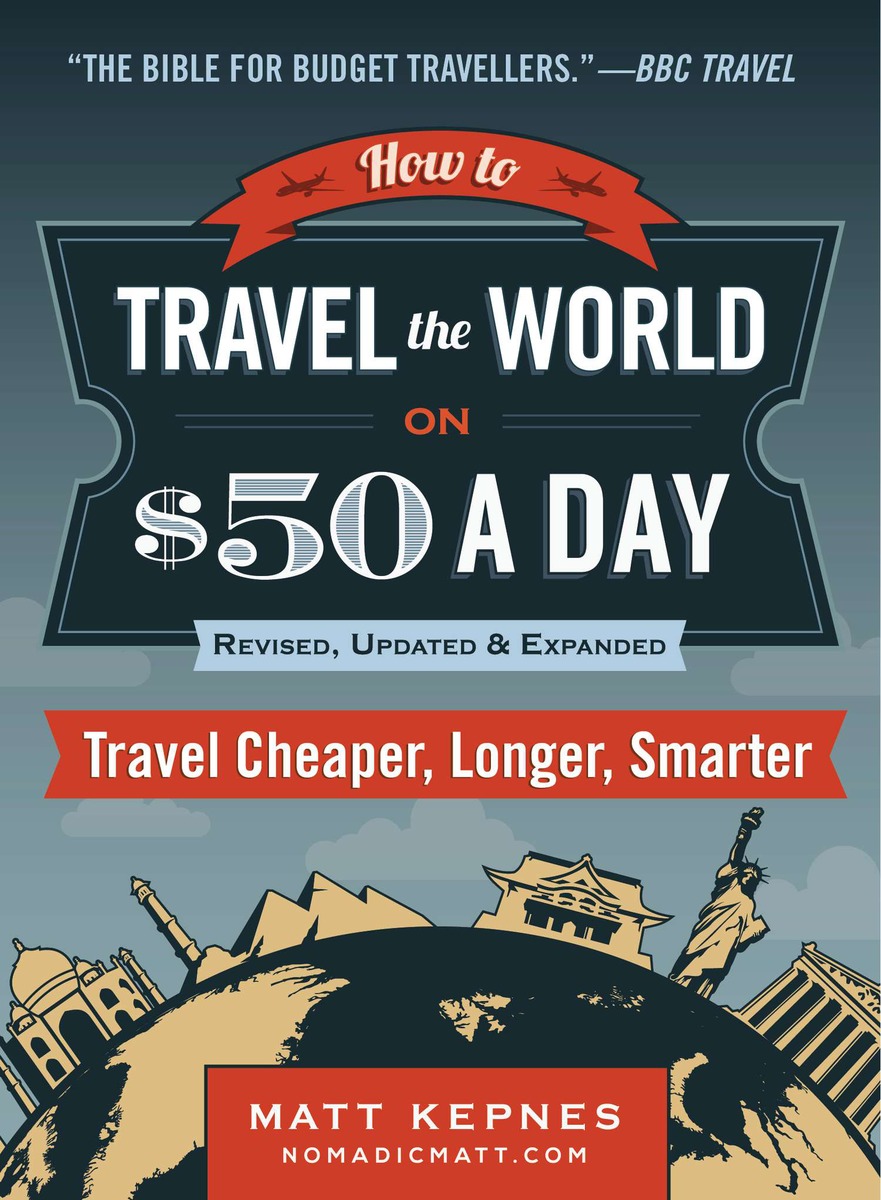 “THE BIBLE FOR BUDGET TRAVELLERS.”—BBC TRAVEL
How to
TRAVEL the WORLD
ON
$50 A DAY
REVISED, UPDATED & EXPANDED
Travel Cheaper, Longer, Smarter
MATT KEPNES
NOMADICMATT.COM